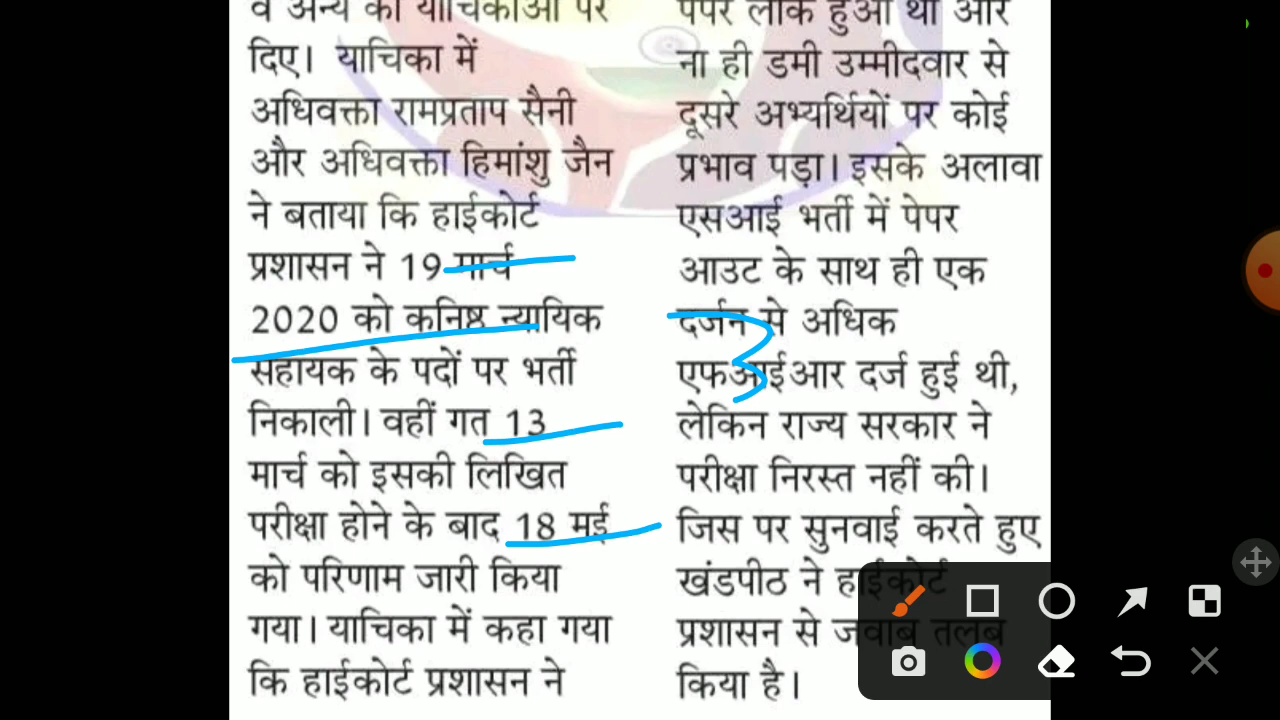 व अन्य की याचिकाओं पर
दिए। याचिका में
अधिवक्ता रामप्रताप सैनी
और अधिवक्ता हिमांशु जैन
ने बताया कि हाईकोर्ट
प्रशासन ने 19 मार्च
2020 को कनिष्ठ न्यायिक
सहायक के पदों पर भर्ती
निकाली। वहीं गत 13
मार्च को इसकी लिखित
परीक्षा होने के बाद 18 मई
को परिणाम जारी किया
गया। याचिका में कहा गया
कि हाईकोर्ट प्रशासन ने
पेपर लीक हुआ था और
ना ही डमी उम्मीदवार से
दूसरे अभ्यर्थियों पर कोई
प्रभाव पड़ा। इसके अलावा
एसआई भर्ती में पेपर
आउट के साथ ही एक
दर्जन से अधिक
एफआईआर दर्ज हुई थी,
लेकिन राज्य सरकार ने
परीक्षा निरस्त नहीं की।
जिस पर सुनवाई करते हुए
खंडपीठ ने हाईकोर्ट
प्रशासन से जवाब तलब
किया है।